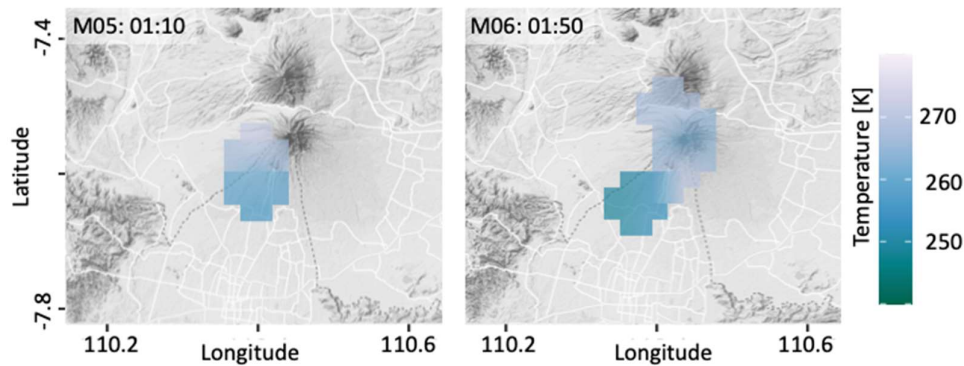 M05: 01:10
M06: 01:50
-7.4
-7.8
Latitude
110.2
Longitude
110.6
110.2
Longitude
110.6
Temperature [K]
270
260
250